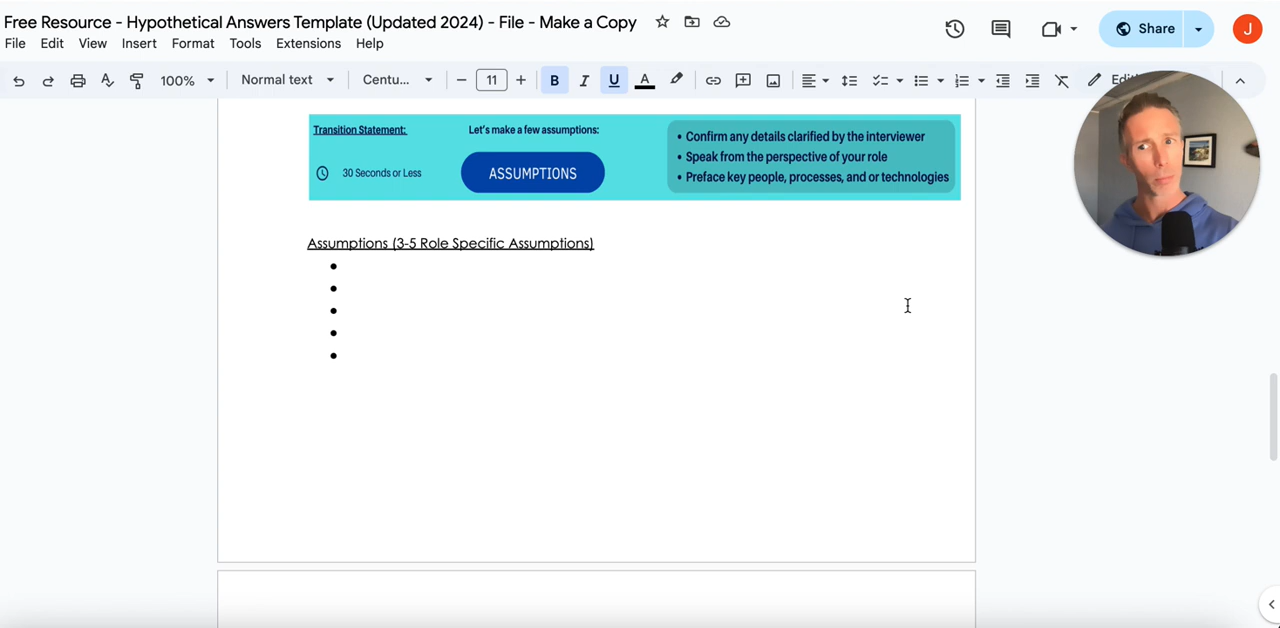 Free Resource - Hypothetical Answers Template (Updated 2024) - File - Make a Copy
File Edit View Insert Format Tools Extensions Help
Share
J
100% Normal text Centu... 11 B I U A
Transition Statement:
30 Seconds or Less
Let's make a few assumptions:
ASSUMPTIONS
• Confirm any details clarified by the interviewer
• Speak from the perspective of your role
• Preface key people, processes, and or technologies
Assumptions (3-5 Role Specific Assumptions)